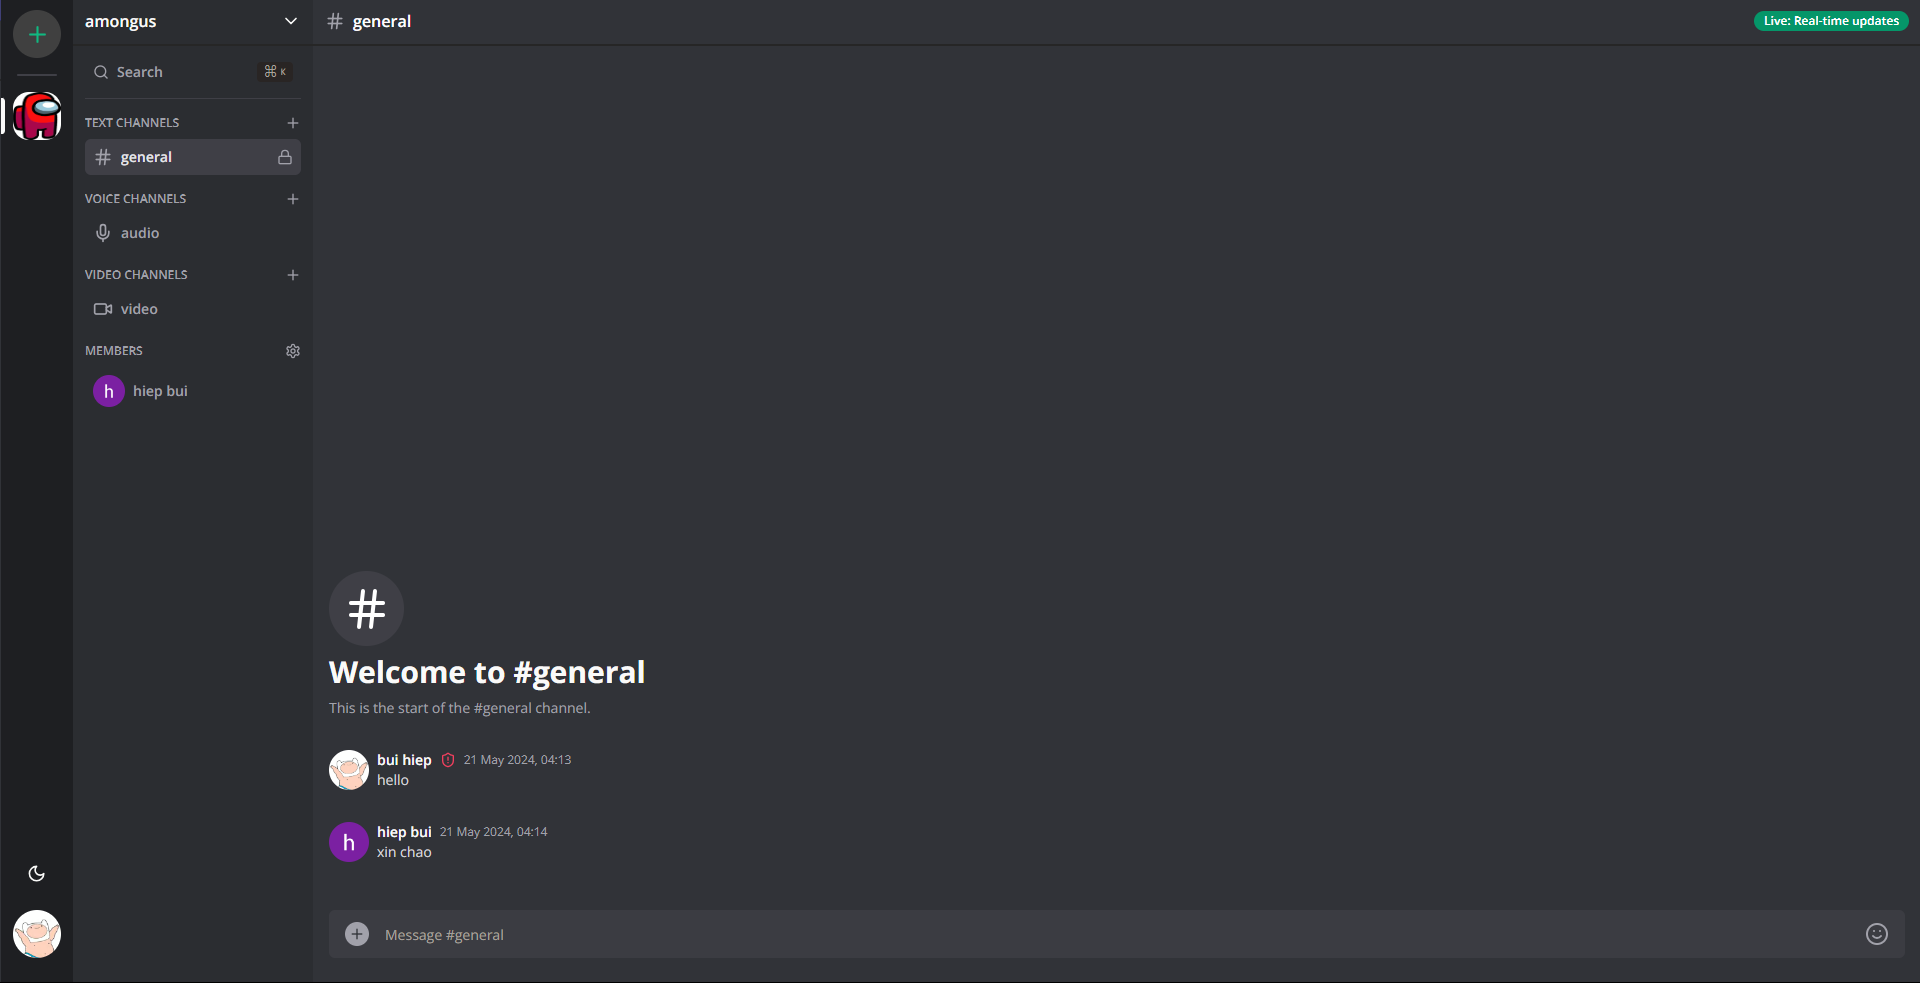 amongus
Search
⌘ K
TEXT CHANNELS
general
VOICE CHANNELS
audio
VIDEO CHANNELS
video
MEMBERS
h hiep bui
# general
Live: Real-time updates
#
Welcome to #general
This is the start of the #general channel.
bui hiep 21 May 2024, 04:13
hello
h
hiep bui 21 May 2024, 04:14
xin chao
Message #general